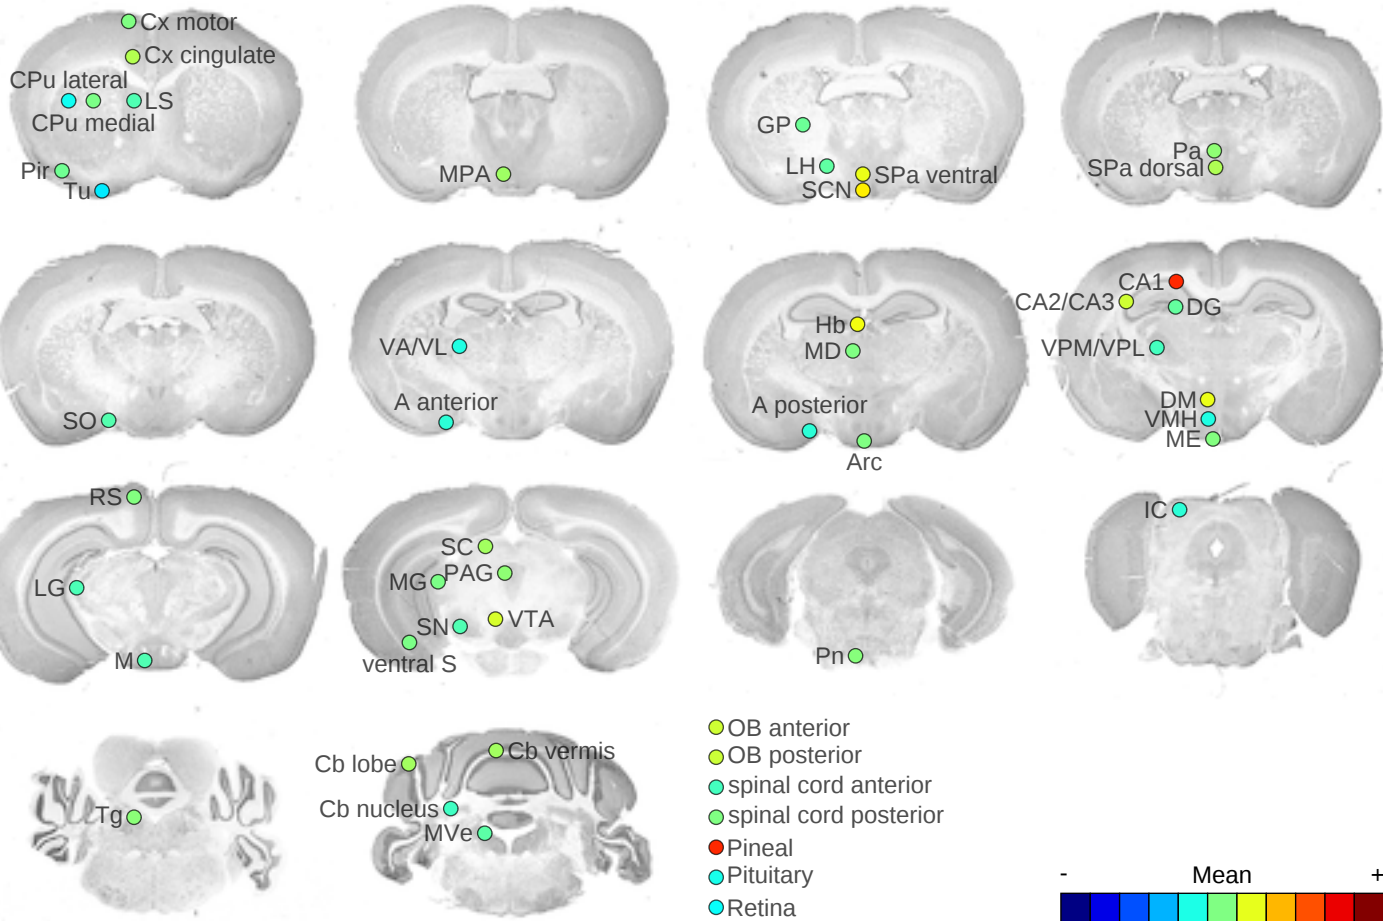 Cx motor
Cx cingulate
CPu lateral
LS
CPu medial
Pir
Tu
MPA
GP
LH
SPa ventral
SCN
Pa
SPa dorsal
SO
VA/VL
A anterior
Hb
MD
A posterior
Arc
CA1
CA2/CA3
DG
VPM/VPL
DM
VMH
ME
RS
LG
M
SC
PAG
MG
VTA
SN
ventral S
Pn
IC
Tg
Cb vermis
Cb lobe
Cb nucleus
MVe
OB anterior
OB posterior
spinal cord anterior
spinal cord posterior
Pineal
Pituitary
Retina
- Mean +